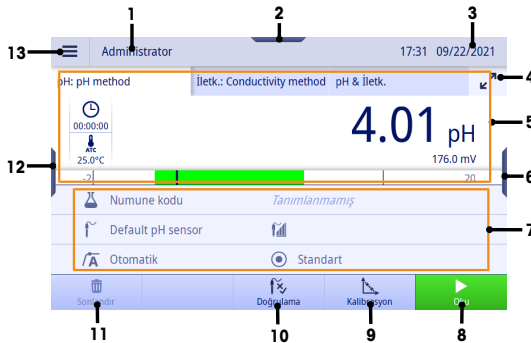 1
2
3
13
Administrator
17:31 09/22/2021
pH: pH method
İletk.: Conductivity method
pH & İletk.
4
00:00:00
ATC
25.0°C
4.01 pH
176.0 mV
5
12
-2
20
6
Numune kodu
Tanımlanmamış
Default pH sensor
7
A
Otomatik
Standart
Sonlandır
Doğrulama
Kalibrasyon
Oku
11
10
9
8